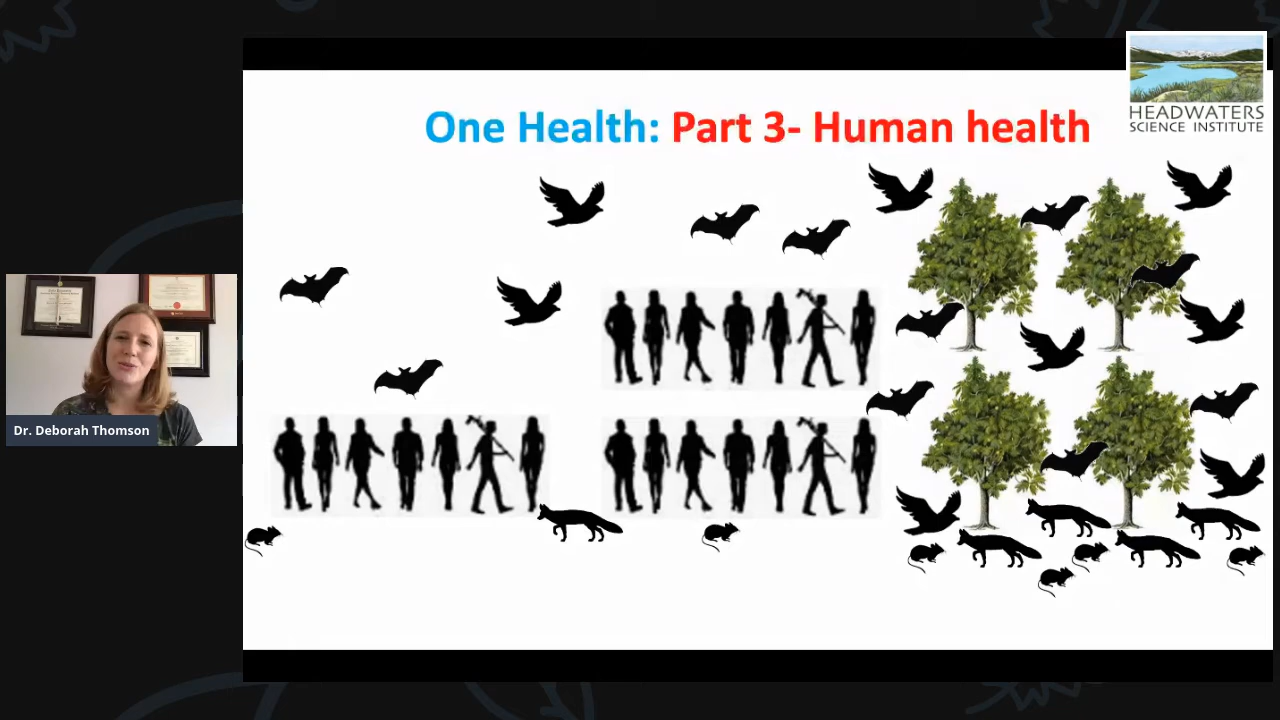 One Health: Part 3- Human health
HEADWATERS
SCIENCE INSTITUTE
Dr. Deborah Thomson